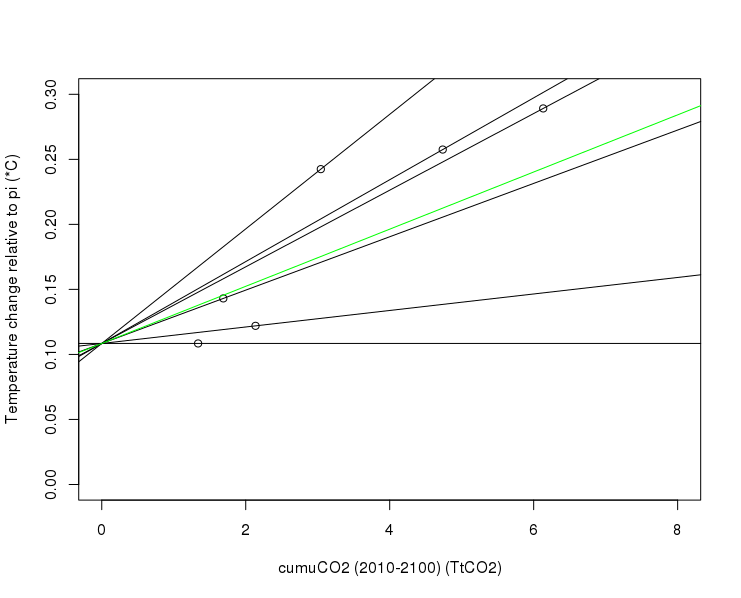 Temperature change relative to pi (*C)
0.30
0.25
0.20
0.15
0.10
0.05
0.00
0 2 4 6 8
cumuCO2 (2010-2100) (TtCO2)